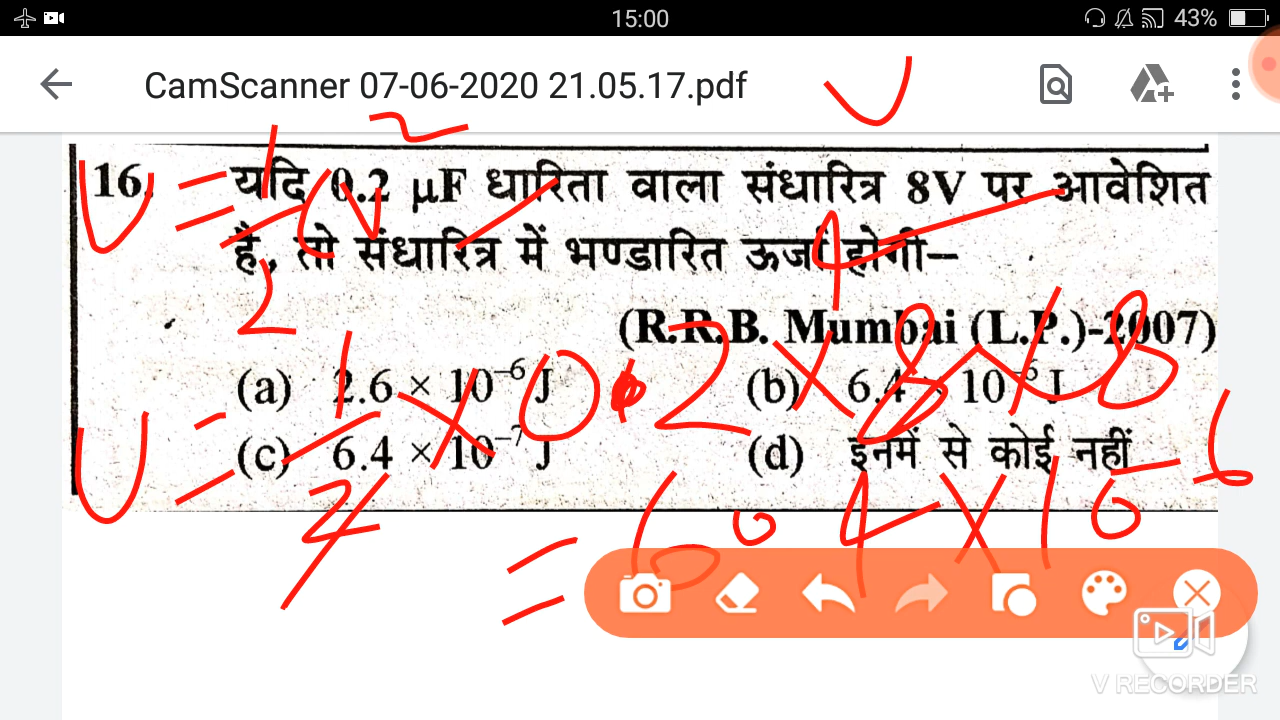 15:00 43%
CamScanner 07-06-2020 21.05.17.pdf
16. यदि 0.2 μF धारिता वाला संधारित्र 8V पर आवेशित
है, तो संधारित्र में भण्डारित ऊर्जा होगी–
(R.R.B. Mumbai (L.P.)-2007)
(a) 2.6 × 10⁻⁶ J (b) 6.4 × 10⁻⁶ J
(c) 6.4 × 10⁻⁷ J (d) इनमें से कोई नहीं
U = 1/2 CV²
U = 1/2 × 0.2 × 8 × 8
= 6.4 × 10⁻⁶
V RECORDER